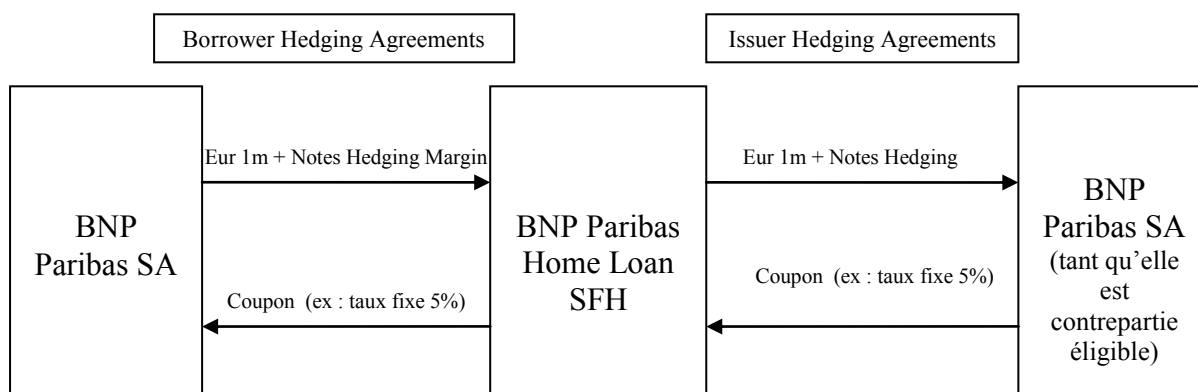 Borrower Hedging Agreements
Issuer Hedging Agreements
BNP
Paribas SA
Eur 1m + Notes Hedging Margin
Coupon  (ex : taux fixe 5%)
BNP Paribas
Home Loan
SFH
Eur 1m + Notes Hedging
Coupon  (ex : taux fixe 5%)
BNP
Paribas SA
(tant qu’elle
est
contrepartie
éligible)